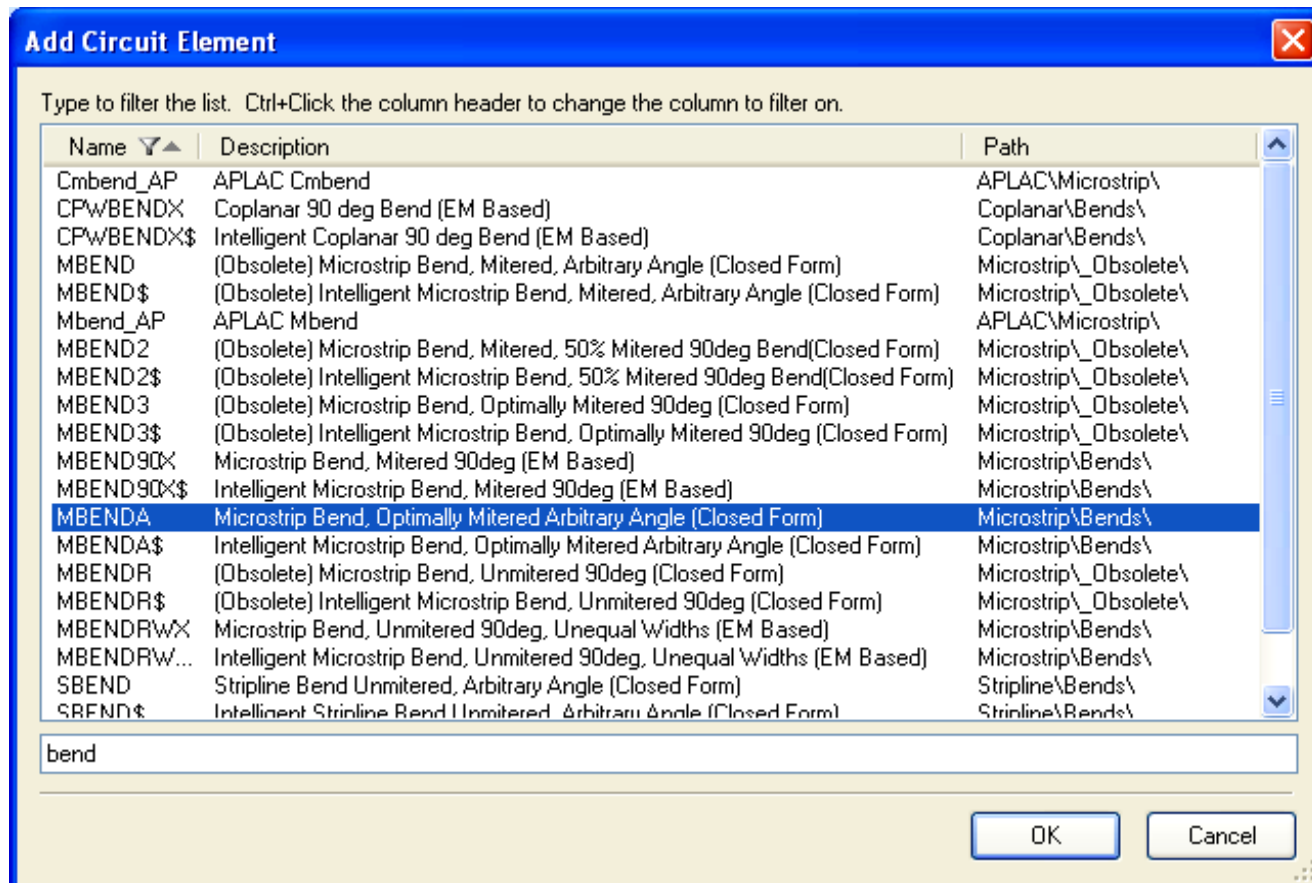 Add Circuit Element
Type to filter the list. Ctrl+Click the column header to change the column to filter on.
Name Description Path
Cmbend_AP APLAC Cmbend APLAC\Microstrip\
CPWBENDX Coplanar 90 deg Bend (EM Based) Coplanar\Bends\
CPWBENDX$ Intelligent Coplanar 90 deg Bend (EM Based) Coplanar\Bends\
MBEND (Obsolete) Microstrip Bend, Mitered, Arbitrary Angle (Closed Form) Microstrip\_Obsolete\
MBEND$ (Obsolete) Intelligent Microstrip Bend, Mitered, Arbitrary Angle (Closed Form) Microstrip\_Obsolete\
Mbend_AP APLAC Mbend APLAC\Microstrip\
MBEND2 (Obsolete) Microstrip Bend, Mitered, 50% Mitered 90deg Bend(Closed Form) Microstrip\_Obsolete\
MBEND2$ (Obsolete) Intelligent Microstrip Bend, 50% Mitered 90deg Bend(Closed Form) Microstrip\_Obsolete\
MBEND3 (Obsolete) Microstrip Bend, Optimally Mitered 90deg (Closed Form) Microstrip\_Obsolete\
MBEND3$ (Obsolete) Intelligent Microstrip Bend, Optimally Mitered 90deg (Closed Form) Microstrip\_Obsolete\
MBEND90X Microstrip Bend, Mitered 90deg (EM Based) Microstrip\Bends\
MBEND90X$ Intelligent Microstrip Bend, Mitered 90deg (EM Based) Microstrip\Bends\
MBENDA Microstrip Bend, Optimally Mitered Arbitrary Angle (Closed Form) Microstrip\Bends\
MBENDA$ Intelligent Microstrip Bend, Optimally Mitered Arbitrary Angle (Closed Form) Microstrip\Bends\
MBENDR (Obsolete) Microstrip Bend, Unmitered 90deg (Closed Form) Microstrip\_Obsolete\
MBENDR$ (Obsolete) Intelligent Microstrip Bend, Unmitered 90deg (Closed Form) Microstrip\_Obsolete\
MBENDRWX Microstrip Bend, Unmitered 90deg, Unequal Widths (EM Based) Microstrip\Bends\
MBENDRW... Intelligent Microstrip Bend, Unmitered 90deg, Unequal Widths (EM Based) Microstrip\Bends\
SBEND Stripline Bend Unmitered, Arbitrary Angle (Closed Form) Stripline\Bends\
SBEND$ Intelligent Stripline Bend Unmitered, Arbitrary Angle (Closed Form) Stripline\Bends\
bend
OK Cancel